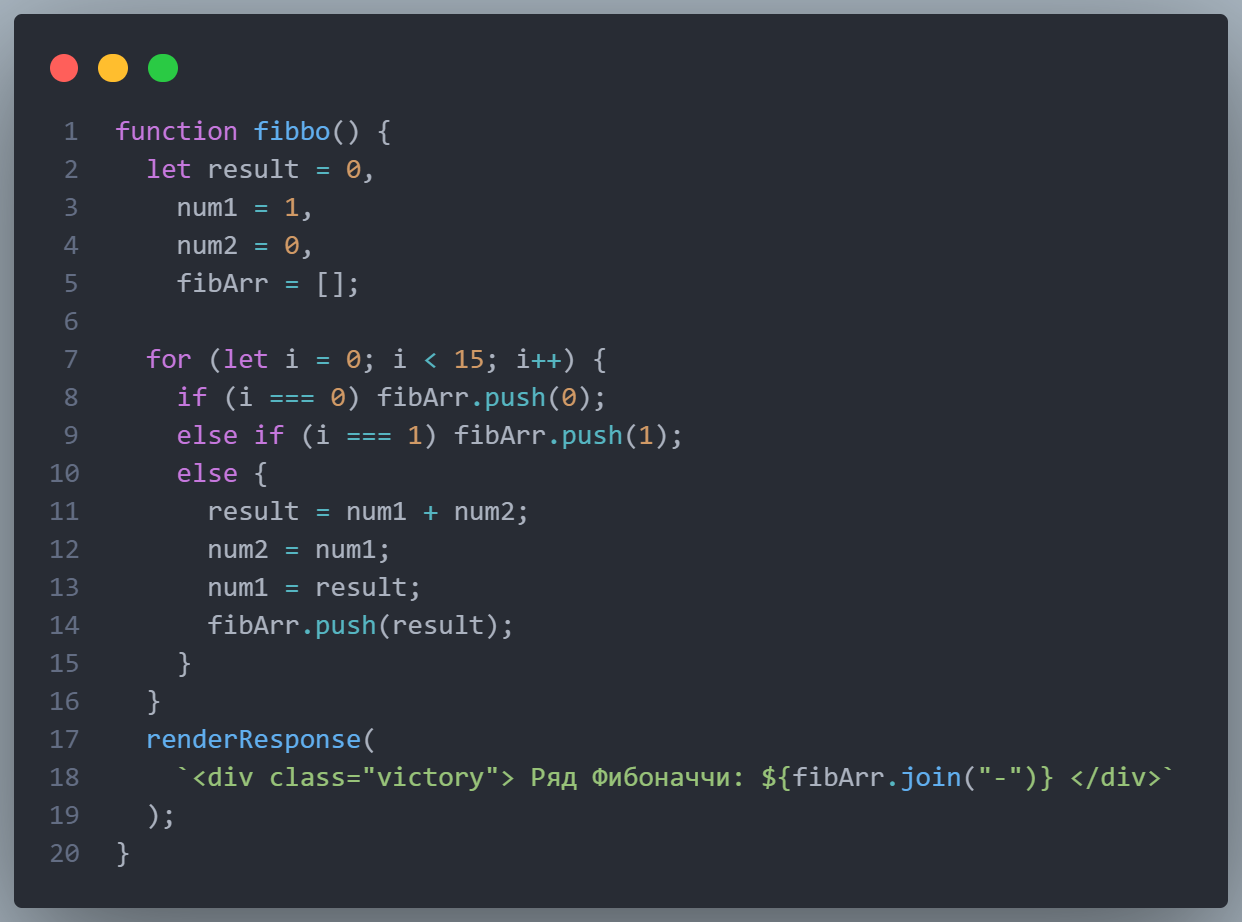 1 function fibbo() {
2   let result = 0,
3     num1 = 1,
4     num2 = 0,
5     fibArr = [];
6
7   for (let i = 0; i < 15; i++) {
8     if (i === 0) fibArr.push(0);
9     else if (i === 1) fibArr.push(1);
10     else {
11       result = num1 + num2;
12       num2 = num1;
13       num1 = result;
14       fibArr.push(result);
15     }
16   }
17   renderResponse(
18     `<div class="victory"> Ряд Фибоначчи: ${fibArr.join("-")} </div>`
19   );
20 }